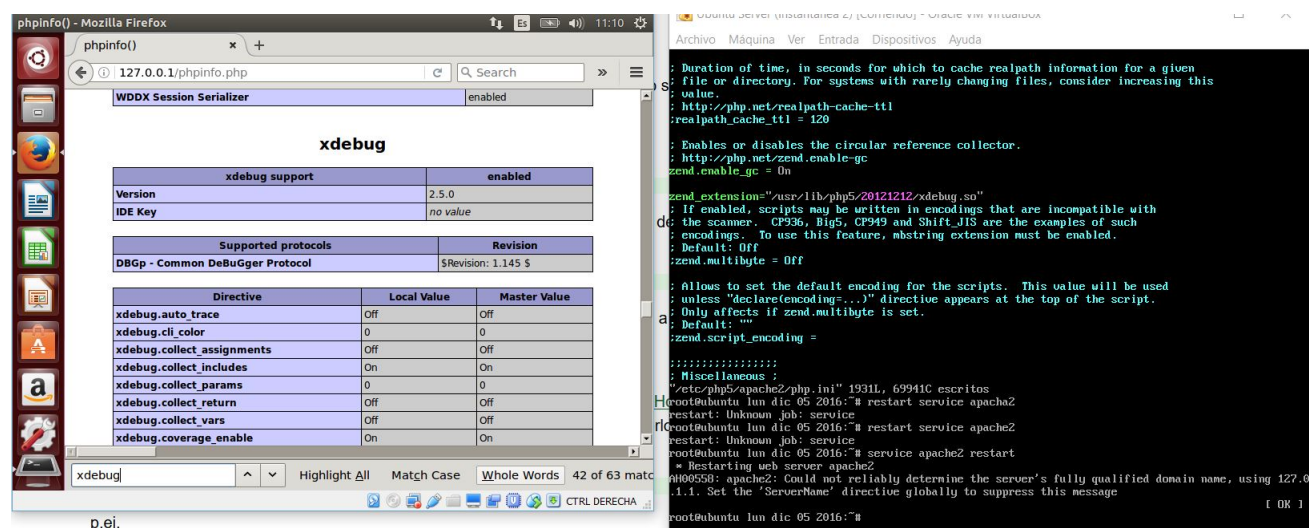 phpinfo() - Mozilla Firefox
Es
11:10
phpinfo() × +
127.0.0.1/phpinfo.php
Search
WDDX Session Serializer enabled
xdebug
xdebug support enabled
Version 2.5.0
IDE Key no value
Supported protocols Revision
DBGp - Common DeBuGger Protocol $Revision: 1.145 $
Directive Local Value Master Value
xdebug.auto_trace Off Off
xdebug.cli_color 0 0
xdebug.collect_assignments Off Off
xdebug.collect_includes On On
xdebug.collect_params 0 0
xdebug.collect_return Off Off
xdebug.collect_vars Off Off
xdebug.coverage_enable On On
xdebug Highlight All Match Case Whole Words 42 of 63 matc
CTRL DERECHA
p.ej.
Ubuntu Server (Instantánea 2) [Corriendo] - Oracle VM VirtualBox
Archivo Máquina Ver Entrada Dispositivos Ayuda
; Duration of time, in seconds for which to cache realpath information for a given
; file or directory. For systems with rarely changing files, consider increasing this
; value.
; http://php.net/realpath-cache-ttl
;realpath_cache_ttl = 120
; Enables or disables the circular reference collector.
; http://php.net/zend.enable-gc
zend.enable_gc = On
zend_extension="/usr/lib/php5/20121212/xdebug.so"
; If enabled, scripts may be written in encodings that are incompatible with
; the scanner. CP936, Big5, CP949 and Shift_JIS are the examples of such
; encodings. To use this feature, mbstring extension must be enabled.
; Default: Off
;zend.multibyte = Off
; Allows to set the default encoding for the scripts. This value will be used
; unless "declare(encoding=...)" directive appears at the top of the script.
; Only affects if zend.multibyte is set.
; Default: ""
;zend.script_encoding =
;;;;;;;;;;;;;;;;;
; Miscellaneous ;
"/etc/php5/apache2/php.ini" 1931L, 69941C escritos
root@ubuntu lun dic 05 2016:~# restart service apacha2
restart: Unknown job: service
root@ubuntu lun dic 05 2016:~# restart service apache2
restart: Unknown job: service
root@ubuntu lun dic 05 2016:~# service apache2 restart
* Restarting web server apache2
AH00558: apache2: Could not reliably determine the server's fully qualified domain name, using 127.0
.1.1. Set the 'ServerName' directive globally to suppress this message
[ OK ]
root@ubuntu lun dic 05 2016:~#